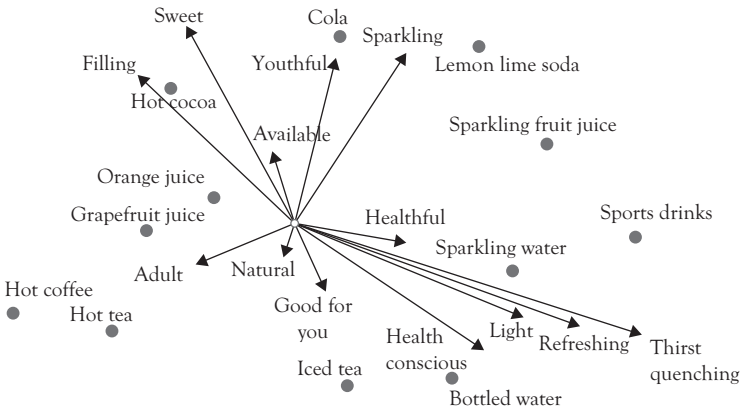 Sweet
Cola
Sparkling
Filling
Youthful
Lemon lime soda
Hot cocoa
Available
Sparkling fruit juice
Orange juice
Grapefruit juice
Healthful
Sports drinks
Adult
Natural
Sparkling water
Hot coffee
Hot tea
Good for
you
Health
conscious
Light
Refreshing
Thirst
quenching
Iced tea
Bottled water